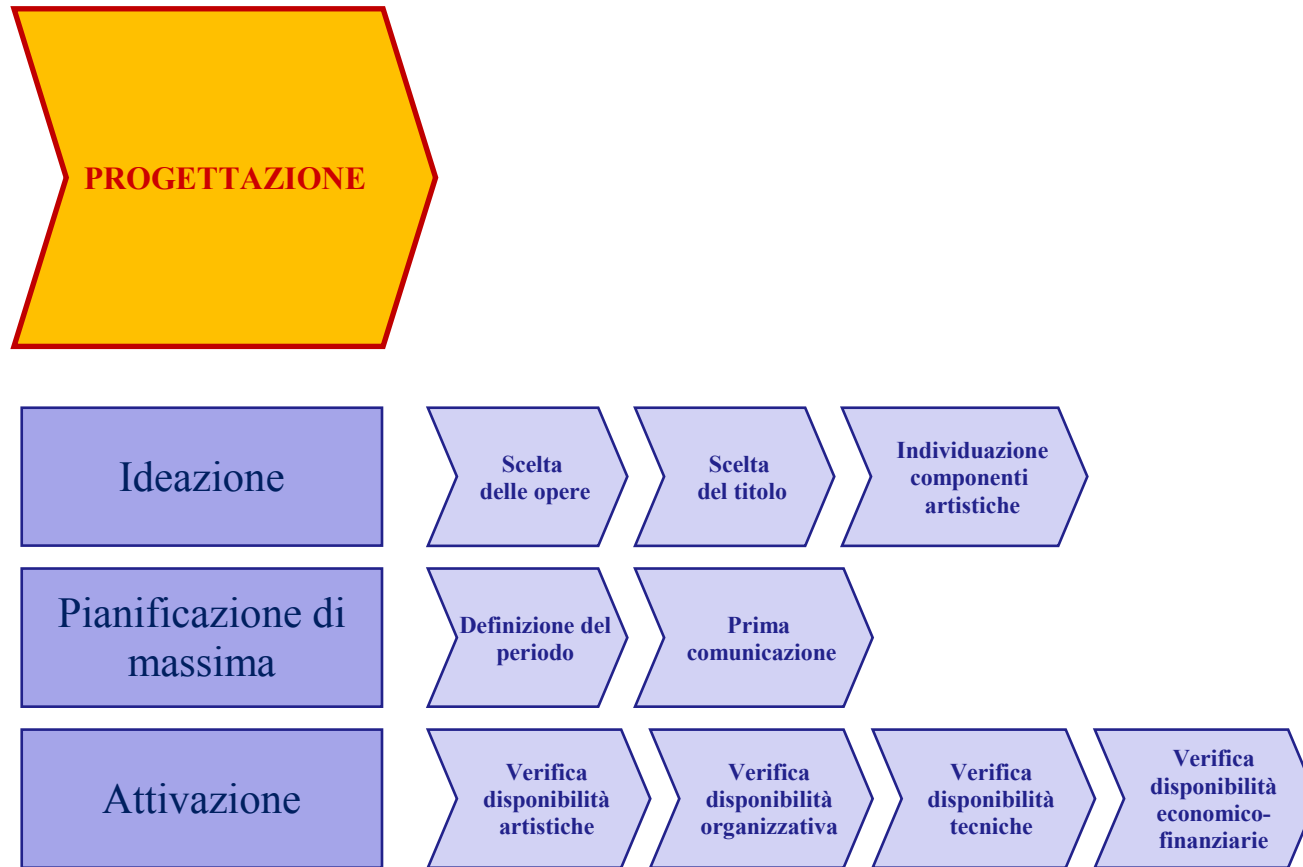 PROGETTAZIONE
Ideazione
Scelta
delle opere
Scelta
del titolo
Individuazione
componenti
artistiche
Pianificazione di
massima
Definizione del
periodo
Prima
comunicazione
Attivazione
Verifica
disponibilità
artistiche
Verifica
disponibilità
organizzativa
Verifica
disponibilità
tecniche
Verifica
disponibilità
economico-
finanziarie